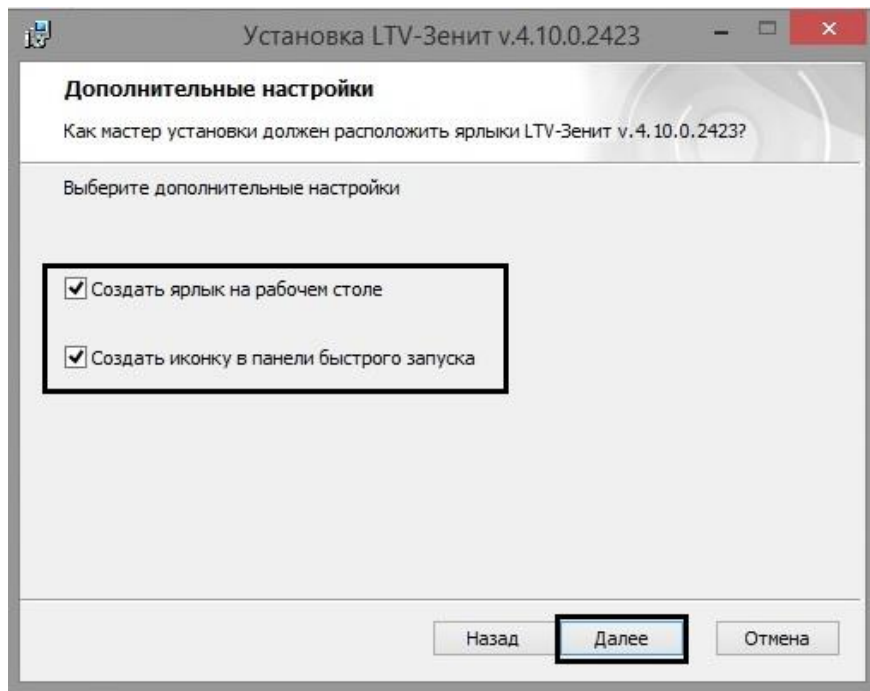 Установка LTV-Зенит v.4.10.0.2423
Дополнительные настройки
Как мастер установки должен расположить ярлыки LTV-Зенит v.4.10.0.2423?
Выберите дополнительные настройки
Создать ярлык на рабочем столе
Создать иконку в панели быстрого запуска
Назад Далее Отмена